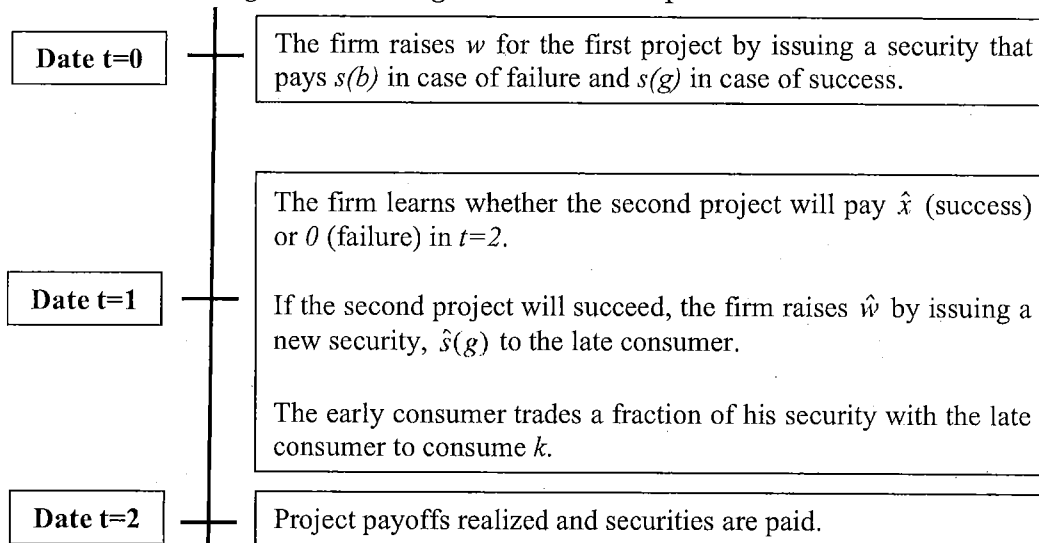 Date t=0
The firm raises w for the first project by issuing a security that
pays s(b) in case of failure and s(g) in case of success.
The firm learns whether the second project will pay x̂ (success)
or 0 (failure) in t=2.
Date t=1
If the second project will succeed, the firm raises ŵ by issuing a
new security, ŝ(g) to the late consumer.
The early consumer trades a fraction of his security with the late
consumer to consume k.
Date t=2
Project payoffs realized and securities are paid.